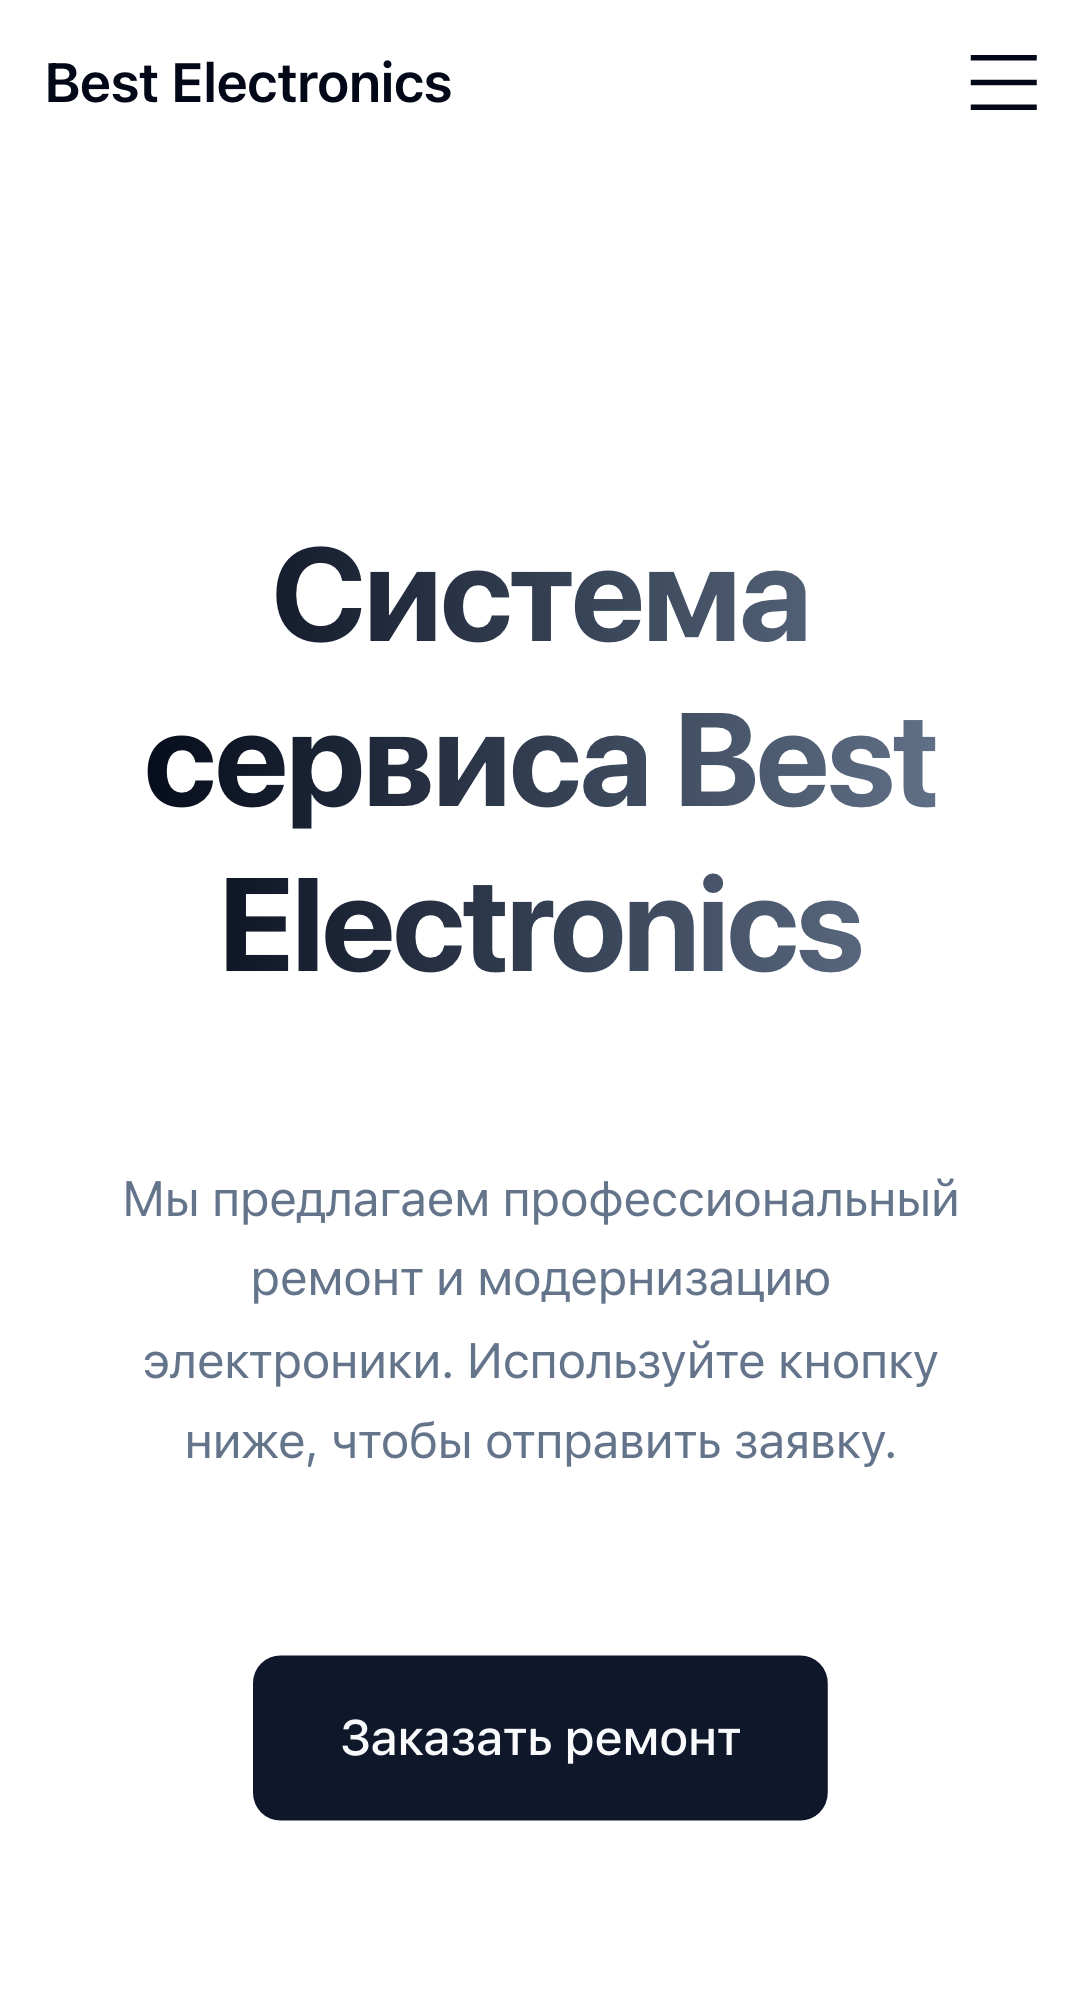 Best Electronics
Система
сервиса Best
Electronics
Мы предлагаем профессиональный
ремонт и модернизацию
электроники. Используйте кнопку
ниже, чтобы отправить заявку.
Заказать ремонт